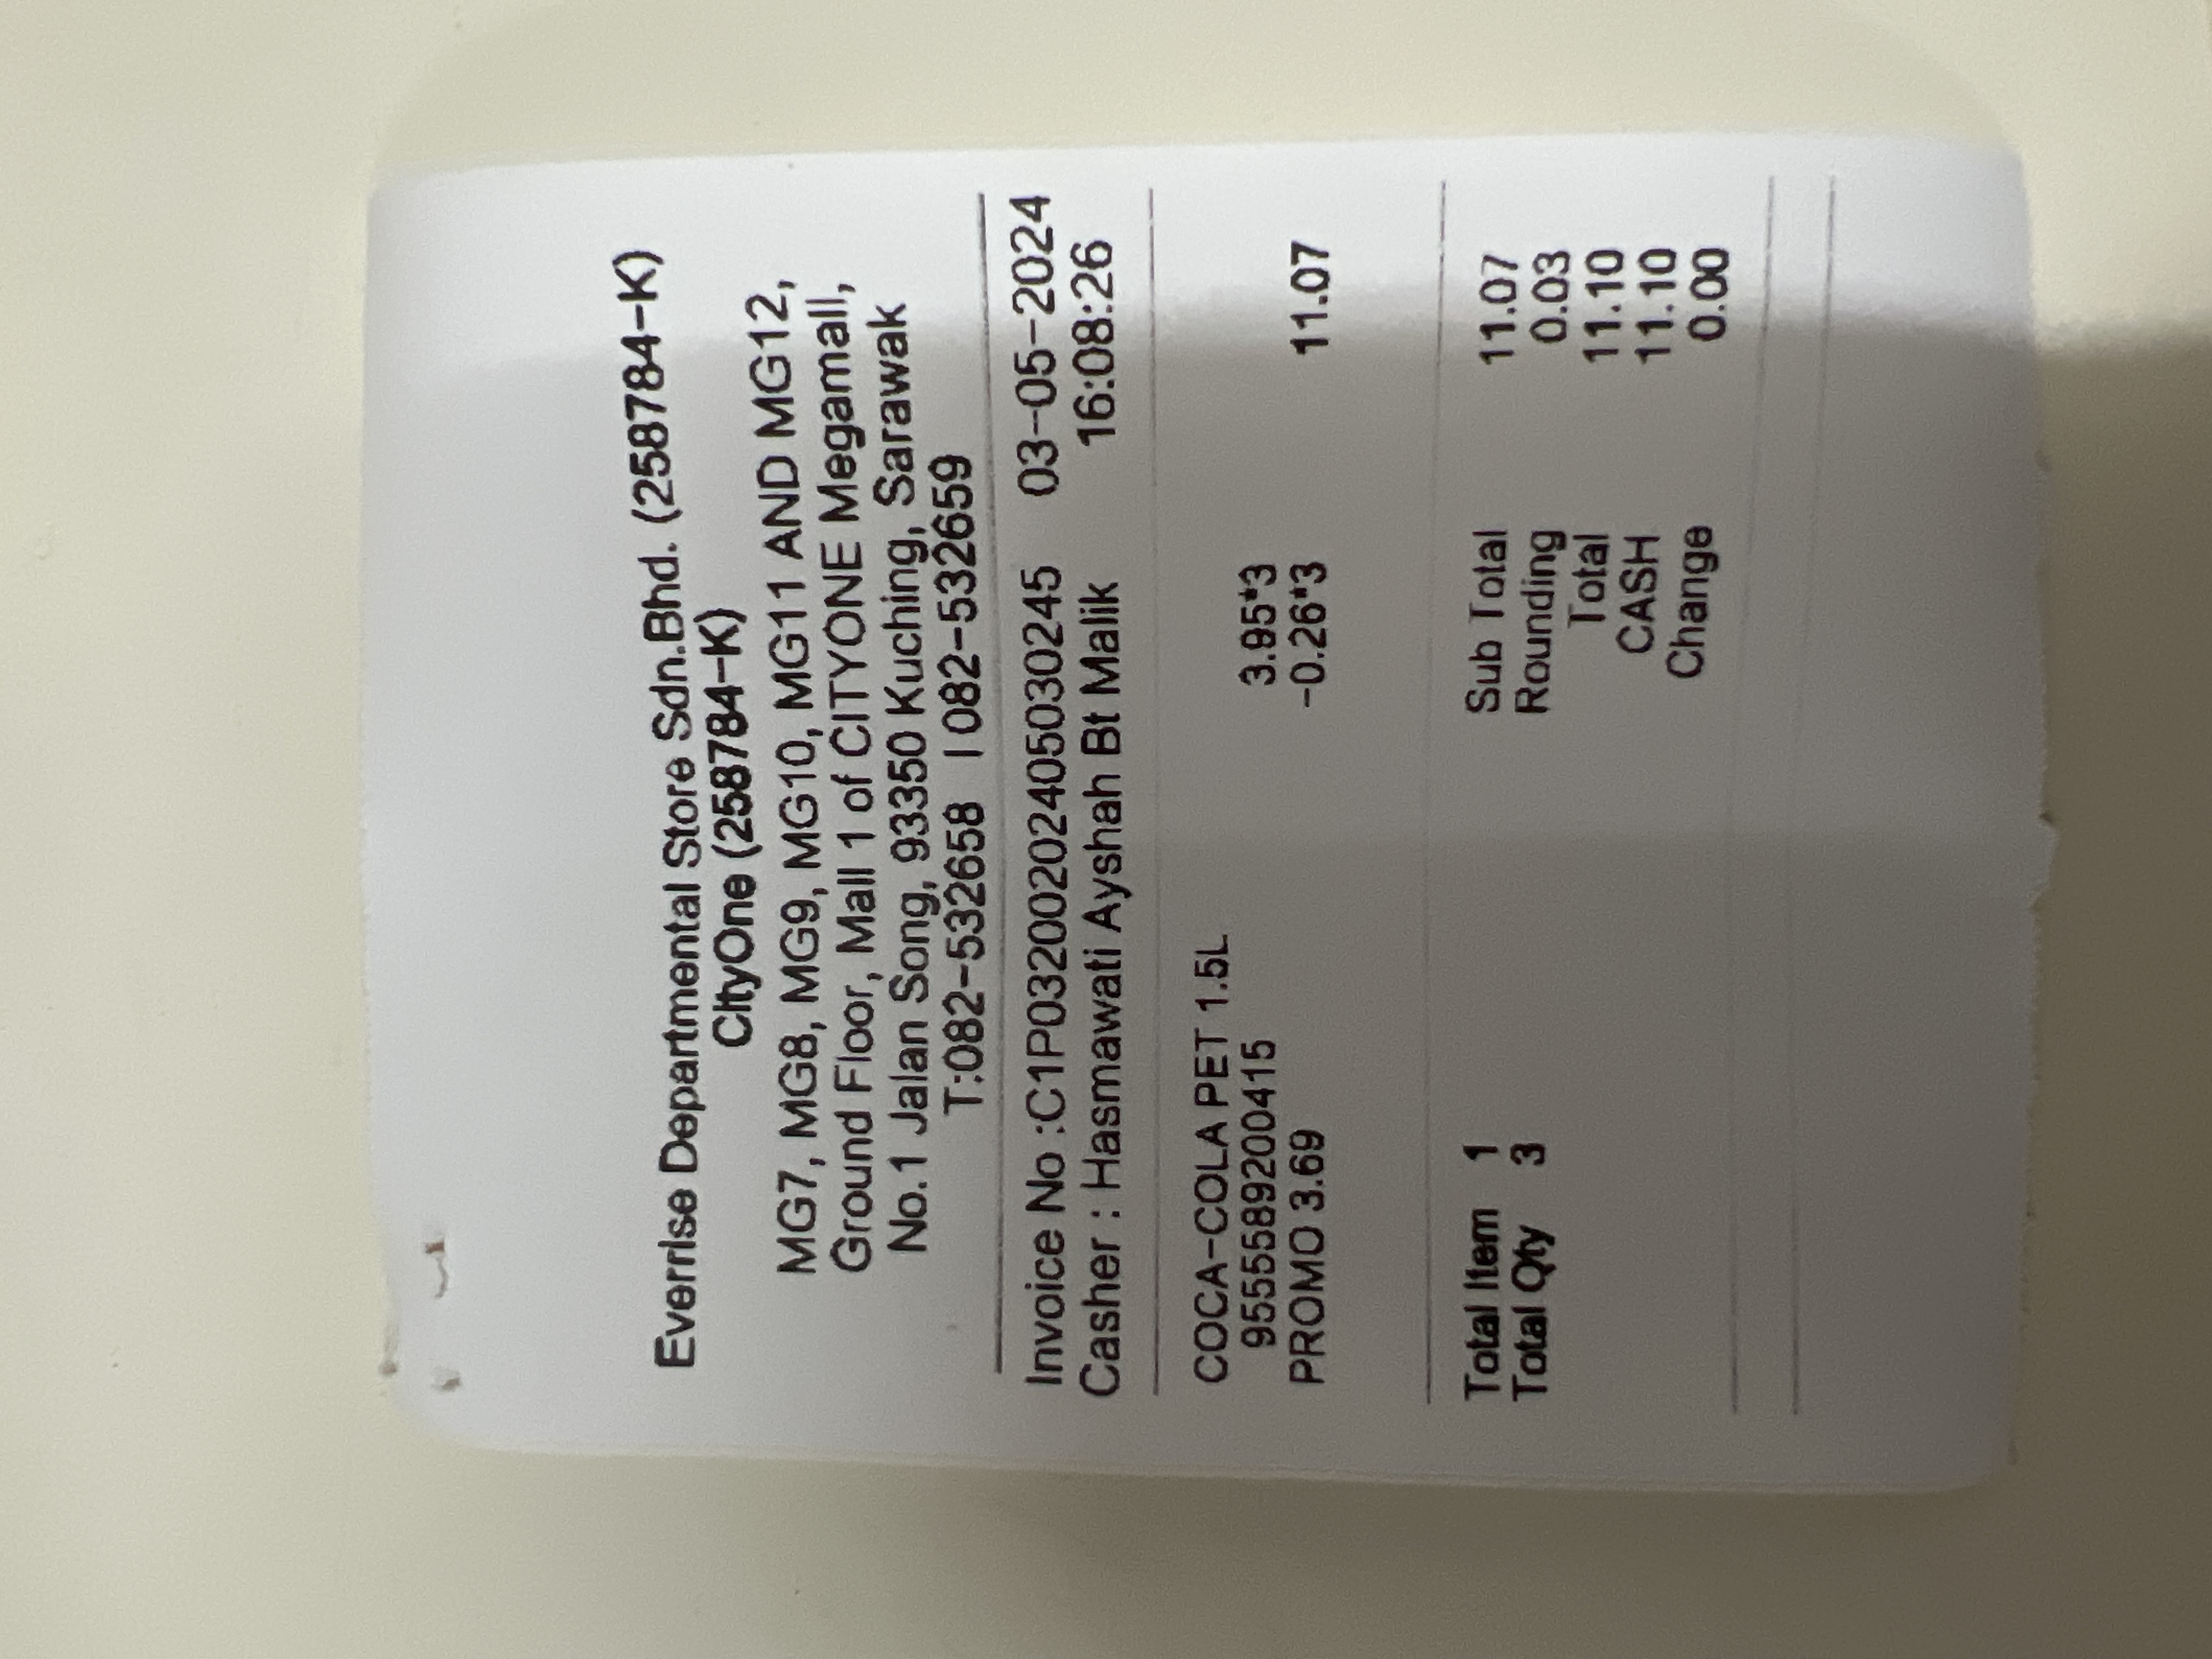 Everrise Departmental Store Sdn.Bhd. (258784-K)
CityOne (258784-K)
MG7, MG8, MG9, MG10, MG11 AND MG12,
Ground Floor, Mall 1 of CITYONE Megamall,
No.1 Jalan Song, 93350 Kuching, Sarawak
T:082-532658 | 082-532659
Invoice No :C1P03200202405030245 03-05-2024
Casher : Hasmawati Ayshah Bt Malik 16:08:26
COCA-COLA PET 1.5L
9555589200415 3.95*3
PROMO 3.69 -0.26*3 11.07
Total Item 1 Sub Total 11.07
Total Qty 3 Rounding 0.03
Total 11.10
CASH 11.10
Change 0.00